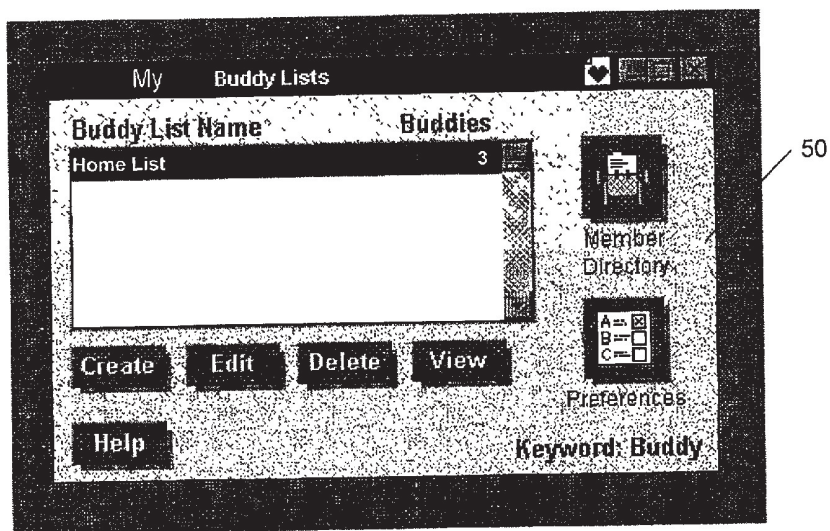 My Buddy Lists
Buddy List Name Buddies
Home List 3
50
Member
Directory
A
B
C
Create Edit Delete View
Preferences
Help
Keyword: Buddy